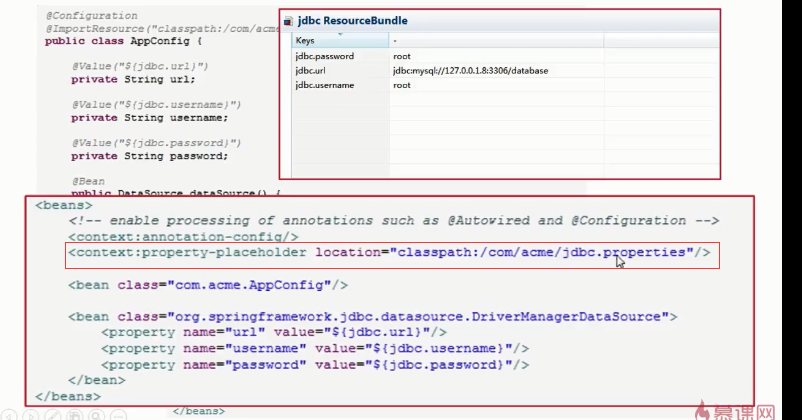 @Configuration
@ImportResource("classpath:/com/acme
public class AppConfig {
@Value("${jdbc.url}")
private String url;
@Value("${jdbc.username}")
private String username;
@Value("${jdbc.password}")
private String password;
@Bean
public DataSource dataSource() {
jdbc ResourceBundle
Keys -
jdbc.password root
jdbc.url jdbc:mysql://127.0.0.1.8:3306/database
jdbc.username root
<beans>
<!-- enable processing of annotations such as @Autowired and @Configuration -->
<context:annotation-config/>
<context:property-placeholder location="classpath:/com/acme/jdbc.properties"/>
<bean class="com.acme.AppConfig"/>
<bean class="org.springframework.jdbc.datasource.DriverManagerDataSource">
<property name="url" value="${jdbc.url}"/>
<property name="username" value="${jdbc.username}"/>
<property name="password" value="${jdbc.password}"/>
</bean>
</beans>
</beans>
慕课网